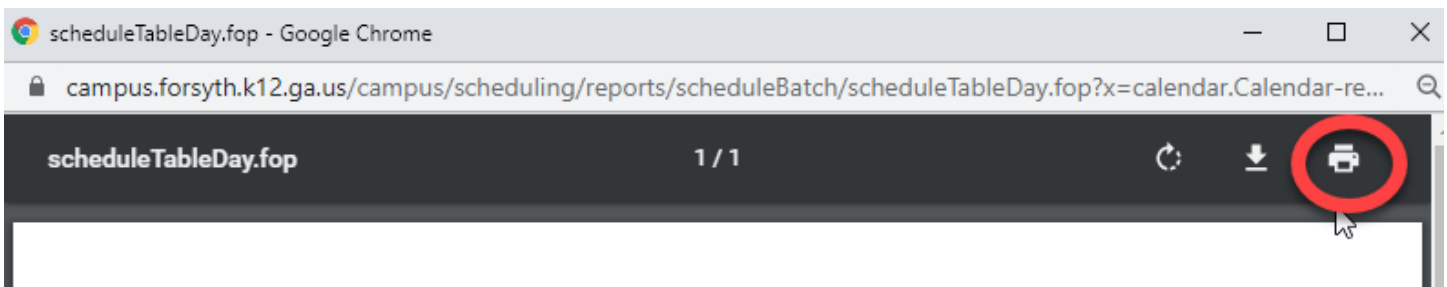 scheduleTableDay.fop - Google Chrome
campus.forsyth.k12.ga.us/campus/scheduling/reports/scheduleBatch/scheduleTableDay.fop?x=calendar.Calendar-re...
scheduleTableDay.fop 1 / 1